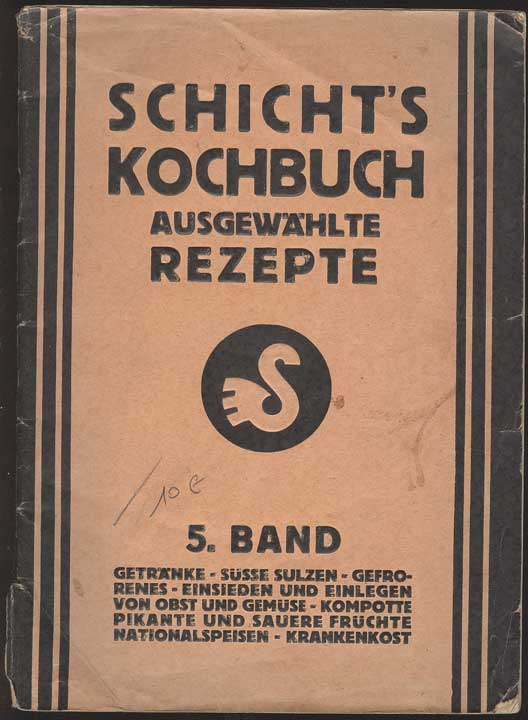 SCHICHT'S
KOCHBUCH
AUSGEWÄHLTE
REZEPTE
/10 €
5. BAND
GETRÄNKE - SÜSSE SULZEN - GEFRO-
RENES - EINSIEDEN UND EINLEGEN
VON OBST UND GEMÜSE - KOMPOTTE
PIKANTE UND SAUERE FRÜCHTE
NATIONALSPEISEN - KRANKENKOST